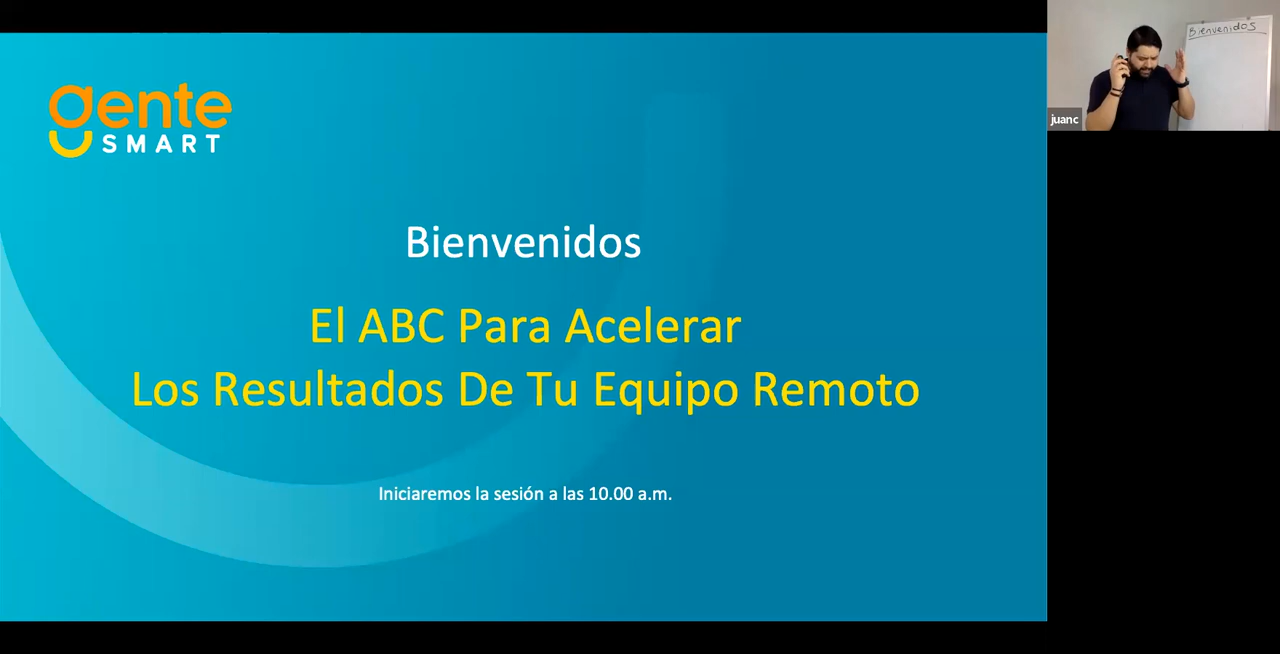 gente
SMART
Bienvenidos
El ABC Para Acelerar
Los Resultados De Tu Equipo Remoto
Iniciaremos la sesión a las 10.00 a.m.
Bienvenidos
juanc